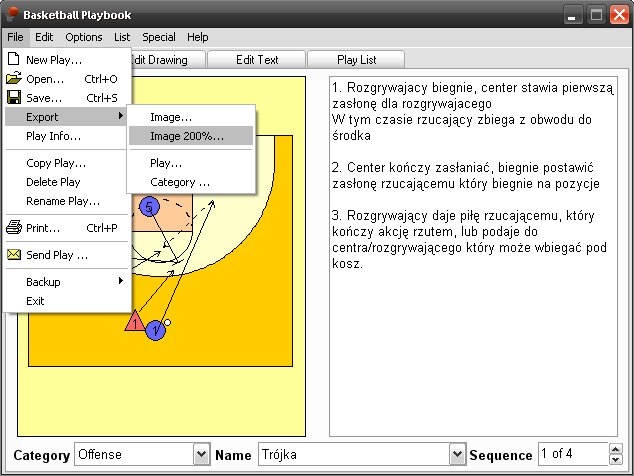 Basketball Playbook
File Edit Options List Special Help
Edit Drawing Edit Text Play List
New Play...
Open... Ctrl+O
Save... Ctrl+S
Export
Play Info...
Copy Play...
Delete Play
Rename Play...
Print... Ctrl+P
Send Play ...
Backup
Exit
Image...
Image 200%...
Play...
Category ...
5
1
1
1. Rozgrywajacy biegnie, center stawia pierwszą
zasłonę dla rozgrywajacego
W tym czasie rzucający zbiega z obwodu do
środka
2. Center kończy zasłaniać, biegnie postawić
zasłonę rzucającemu który biegnie na pozycje
3. Rozgrywający daje piłę rzucającemu, który
kończy akcję rzutem, lub podaje do
centra/rozgrywającego który może wbiegać pod
kosz.
Category Offense Name Trójka Sequence 1 of 4